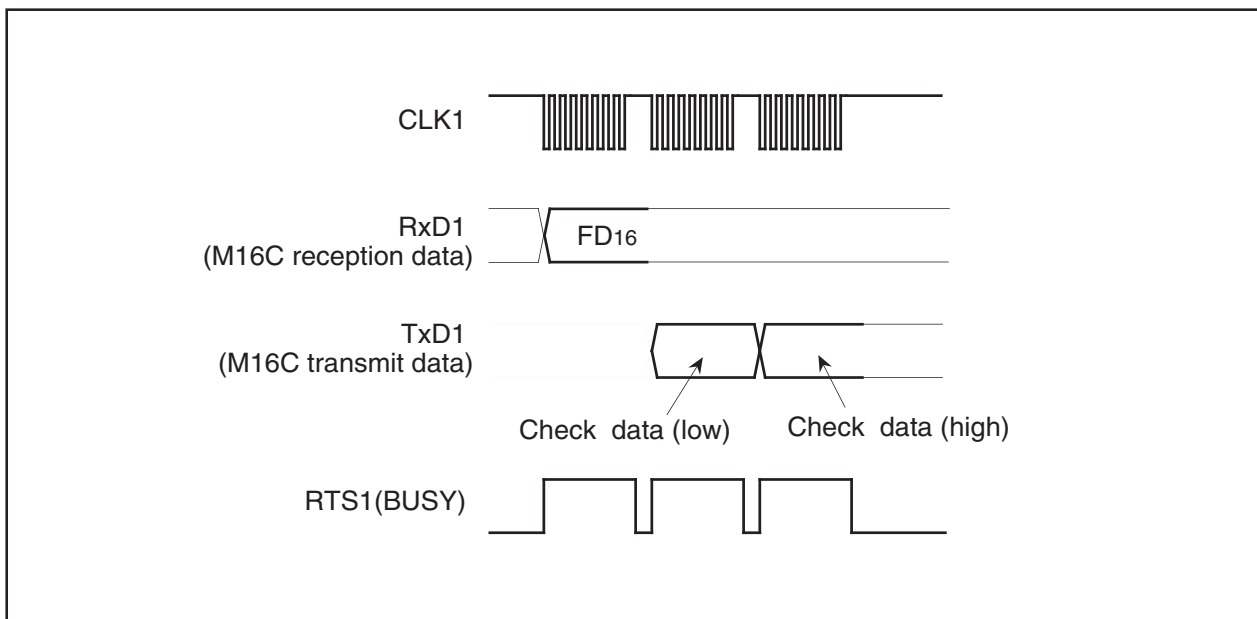 CLK1
RxD1
(M16C reception data)
FD16
TxD1
(M16C transmit data)
Check data (low)
Check data (high)
RTS1(BUSY)